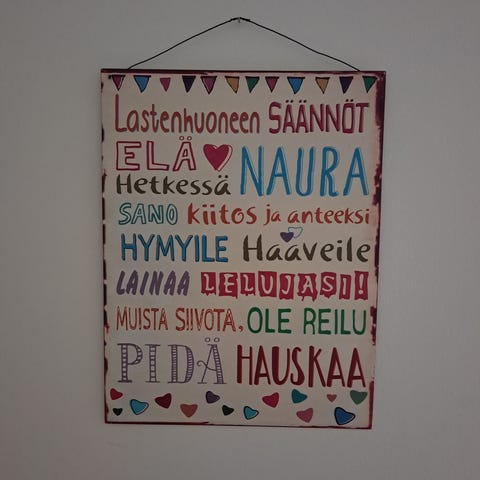 Lastenhuoneen SÄÄNNÖT
ELÄ
Hetkessä NAURA
SANO kiitos ja anteeksi
HYMYILE Haaveile
LAINAA LELUJASI!
MUISTA SIIVOTA, OLE REILU
PIDÄ HAUSKAA